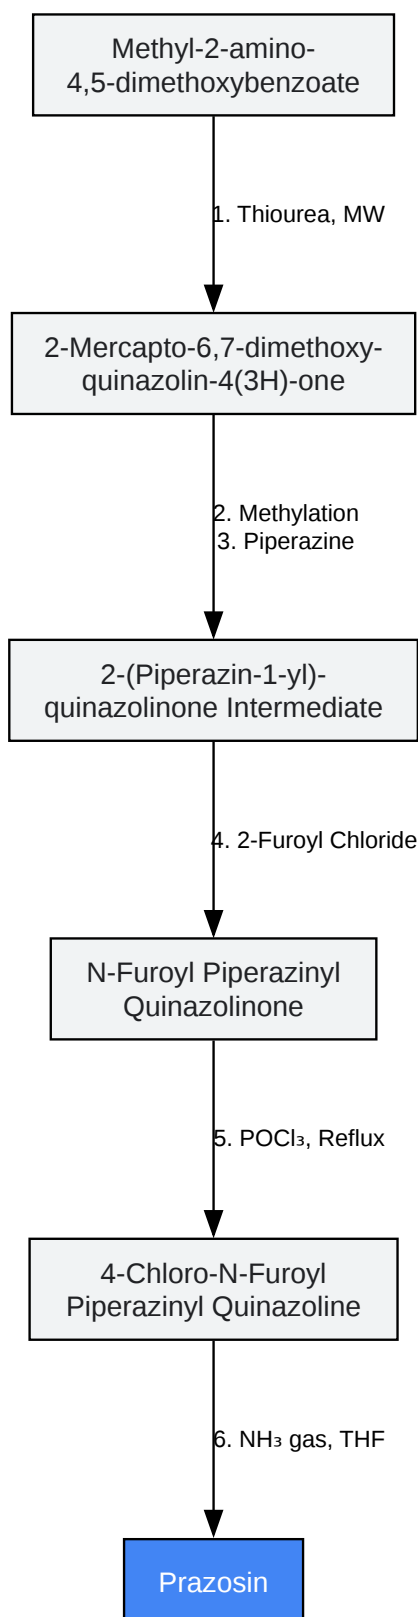 Methyl-2-amino-
4,5-dimethoxybenzoate
1. Thiourea, MW
2-Mercapto-6,7-dimethoxy-
quinazolin-4(3H)-one
2. Methylation
3. Piperazine
2-(Piperazin-1-yl)-
quinazolinone Intermediate
4. 2-Furoyl Chloride
N-Furoyl Piperazinyl
Quinazolinone
5. POCl₃, Reflux
4-Chloro-N-Furoyl
Piperazinyl Quinazoline
6. NH₃ gas, THF
Prazosin